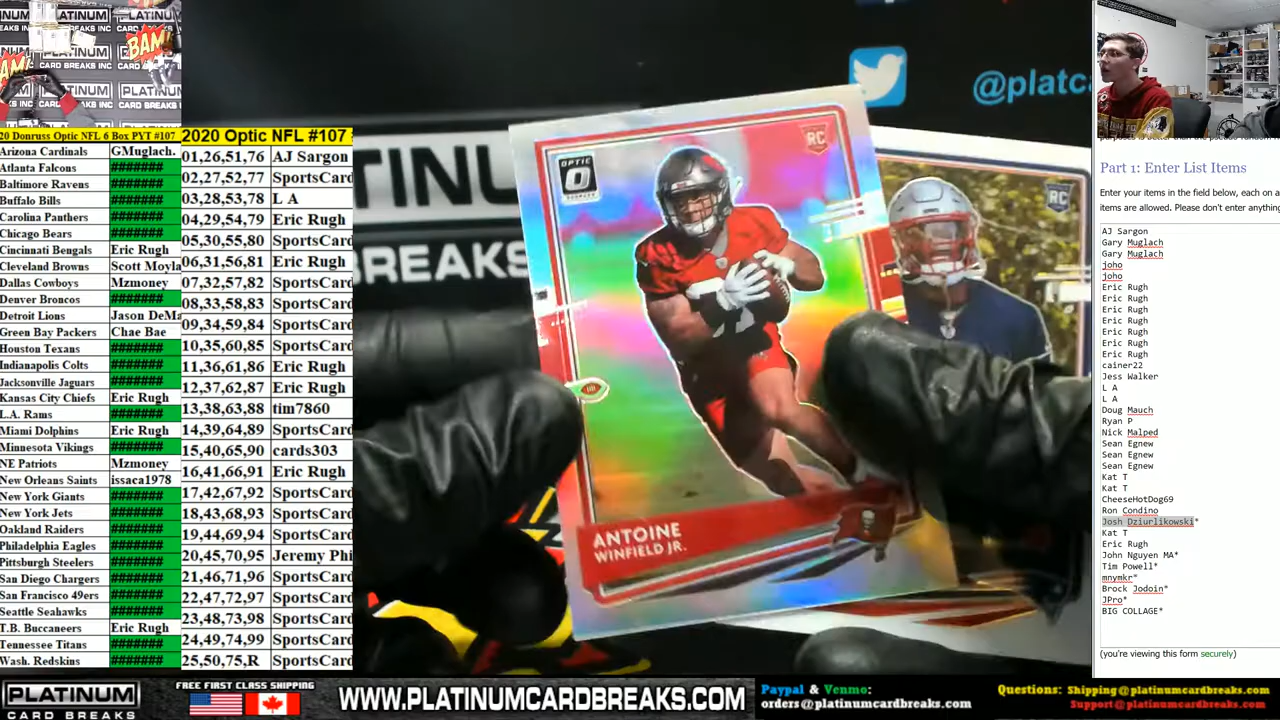 BAM!
PLATINUM
CARD BREAKS INC
20 Donruss Optic NFL 6 Box PYT #107
Arizona Cardinals GMuglach.
Atlanta Falcons #######
Baltimore Ravens #######
Buffalo Bills #######
Carolina Panthers #######
Chicago Bears #######
Cincinnati Bengals Eric Rugh
Cleveland Browns Scott Moyla
Dallas Cowboys Mzmoney
Denver Broncos #######
Detroit Lions Jason DeMa
Green Bay Packers Chae Bae
Houston Texans #######
Indianapolis Colts #######
Jacksonville Jaguars #######
Kansas City Chiefs Eric Rugh
L.A. Rams #######
Miami Dolphins Eric Rugh
Minnesota Vikings #######
NE Patriots Mzmoney
New Orleans Saints issaca1978
New York Giants #######
New York Jets #######
Oakland Raiders #######
Philadelphia Eagles #######
Pittsburgh Steelers #######
San Diego Chargers #######
San Francisco 49ers #######
Seattle Seahawks #######
T.B. Buccaneers Eric Rugh
Tennessee Titans #######
Wash. Redskins #######
2020 Optic NFL #107
01,26,51,76 AJ Sargon
02,27,52,77 SportsCard
03,28,53,78 L A
04,29,54,79 Eric Rugh
05,30,55,80 SportsCard
06,31,56,81 Eric Rugh
07,32,57,82 SportsCard
08,33,58,83 SportsCard
09,34,59,84 SportsCard
10,35,60,85 SportsCard
11,36,61,86 Eric Rugh
12,37,62,87 Eric Rugh
13,38,63,88 tim7860
14,39,64,89 SportsCard
15,40,65,90 cards303
16,41,66,91 Eric Rugh
17,42,67,92 SportsCard
18,43,68,93 SportsCard
19,44,69,94 SportsCard
20,45,70,95 Jeremy Phi
21,46,71,96 SportsCard
22,47,72,97 SportsCard
23,48,73,98 SportsCard
24,49,74,99 SportsCard
25,50,75,R SportsCard
@platca
TINU
BREAKS
OPTIC
RC
RC
ANTOINE
WINFIELD JR.
Part 1: Enter List Items
Enter your items in the field below, each on a
items are allowed. Please don't enter anything
AJ Sargon
Gary Muglach
Gary Muglach
joho
joho
Eric Rugh
Eric Rugh
Eric Rugh
Eric Rugh
Eric Rugh
Eric Rugh
Eric Rugh
cainer22
Jess Walker
L A
L A
Doug Mauch
Ryan P
Nick Malped
Sean Egnew
Sean Egnew
Sean Egnew
Kat T
Kat T
CheeseHotDog69
Ron Condino
Josh Dziurlikowski*
Kat T
Eric Rugh
John Nguyen MA*
Tim Powell*
mnymkr*
Brock Jodoin*
JPro*
BIG COLLAGE*
(you're viewing this form securely)
PLATINUM
CARD BREAKS
FREE FIRST CLASS SHIPPING
WWW.PLATINUMCARDBREAKS.COM
Paypal & Venmo:
orders@platinumcardbreaks.com
Questions: Shipping@platinumcardbreaks.com
Support@platinumcardbreaks.com